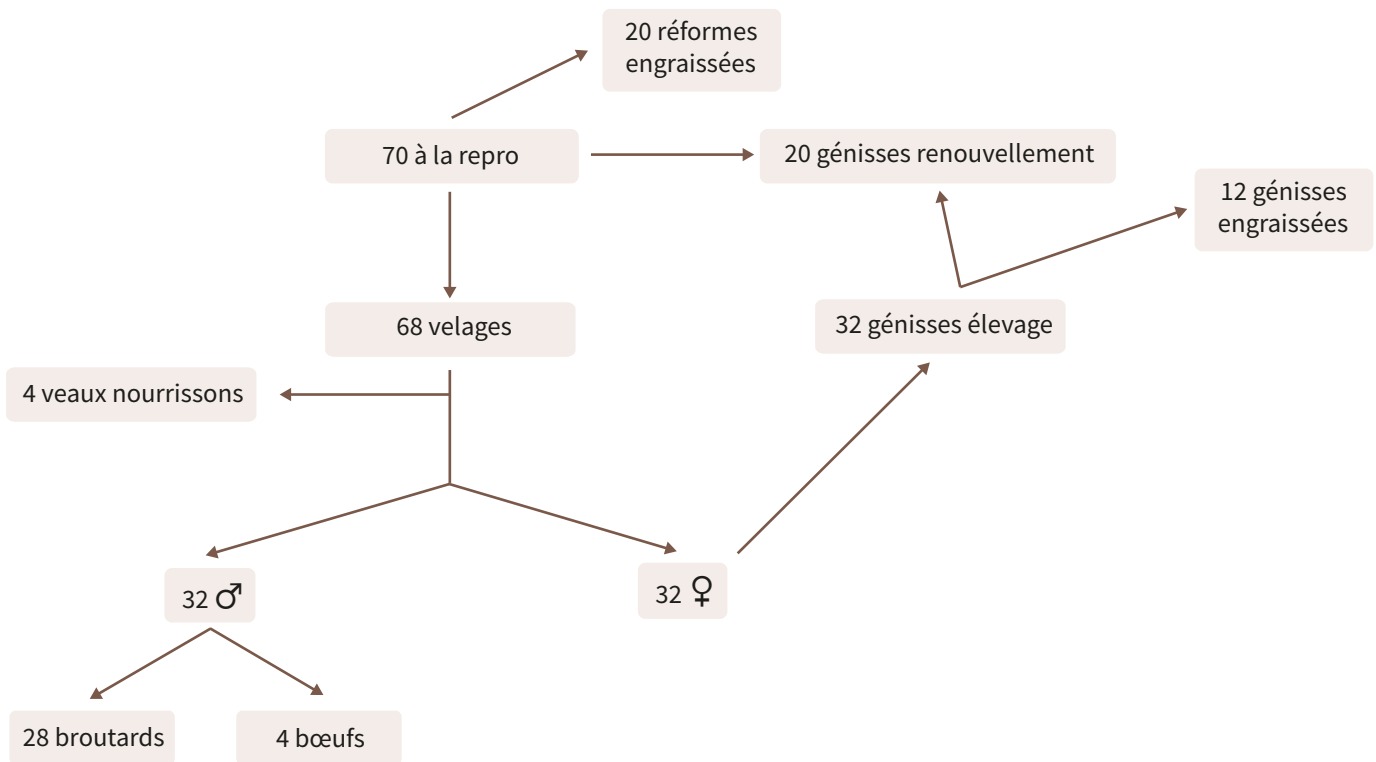 20 réformes
engraissées
70 à la repro
20 génisses renouvellement
12 génisses
engraissées
68 velages
32 génisses élevage
4 veaux nourrissons
32 ♂
32 ♀
28 broutards
4 bœufs